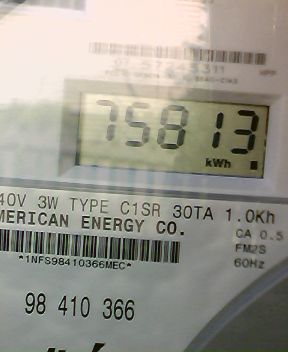 75813
kWh
40V 3W TYPE C1SR 30TA 1.0Kh
MERICAN ENERGY CO.
CA 0.5
FM2S
*1NFS98410366MEC*
60Hz
98 410 366